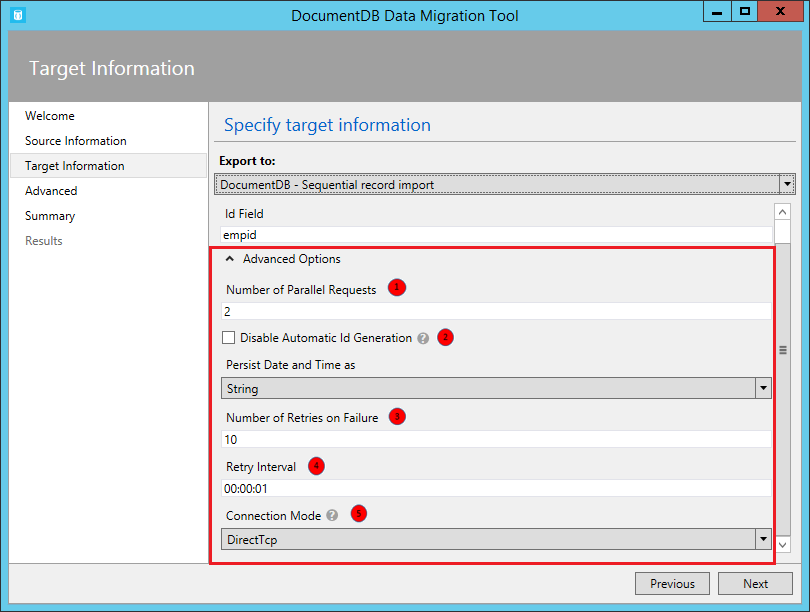 DocumentDB Data Migration Tool
Target Information
Welcome
Source Information
Target Information
Advanced
Summary
Results
Specify target information
Export to:
DocumentDB - Sequential record import
Id Field
empid
Advanced Options
Number of Parallel Requests 1
2
Disable Automatic Id Generation ? 2
Persist Date and Time as
String
Number of Retries on Failure 3
10
Retry Interval 4
00:00:01
Connection Mode ? 5
DirectTcp
Previous Next